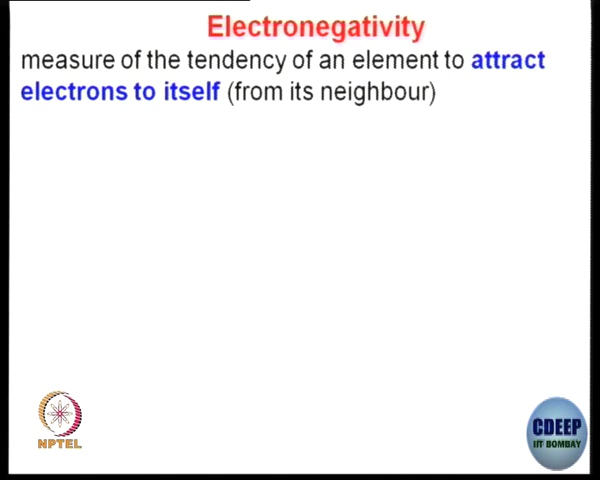 Electronegativity
measure of the tendency of an element to attract
electrons to itself (from its neighbour)
NPTEL
CDEEP
IIT BOMBAY